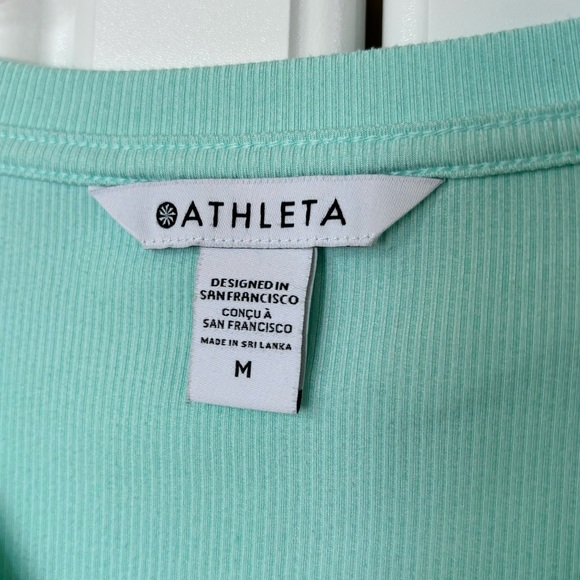 ATHLETA
DESIGNED IN
SAN FRANCISCO
CONÇU À
SAN FRANCISCO
MADE IN SRI LANKA
M